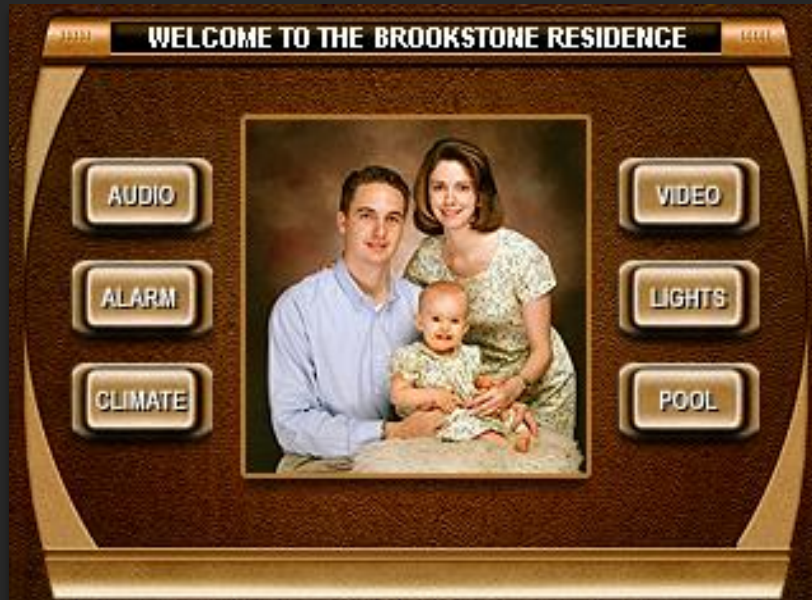 WELCOME TO THE BROOKSTONE RESIDENCE
AUDIO
VIDEO
ALARM
LIGHTS
CLIMATE
POOL